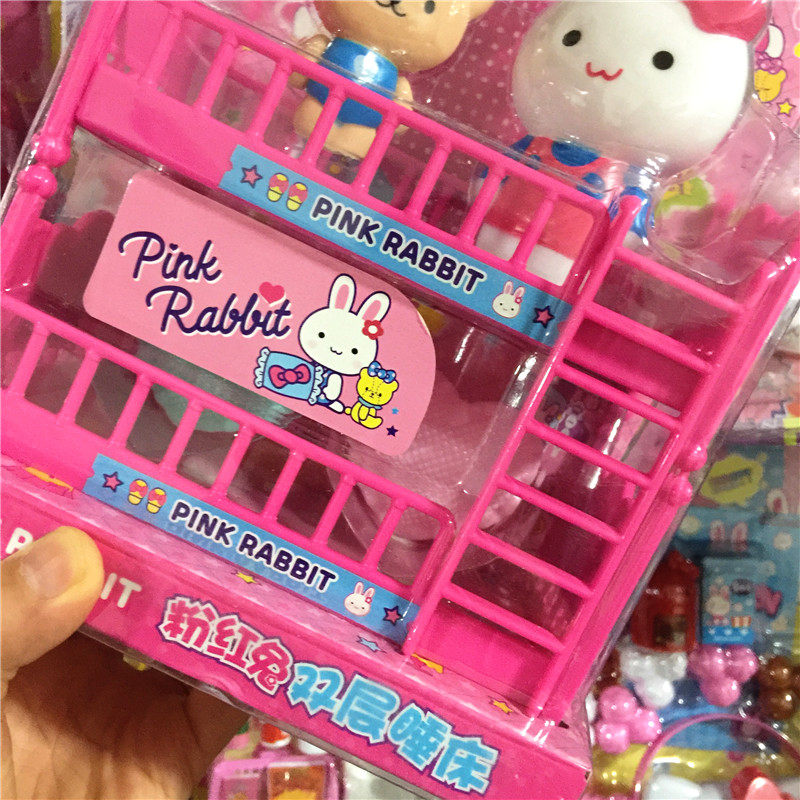 PINK RABBIT
Pink
Rabbit
PINK RABBIT
粉红兔双层睡床